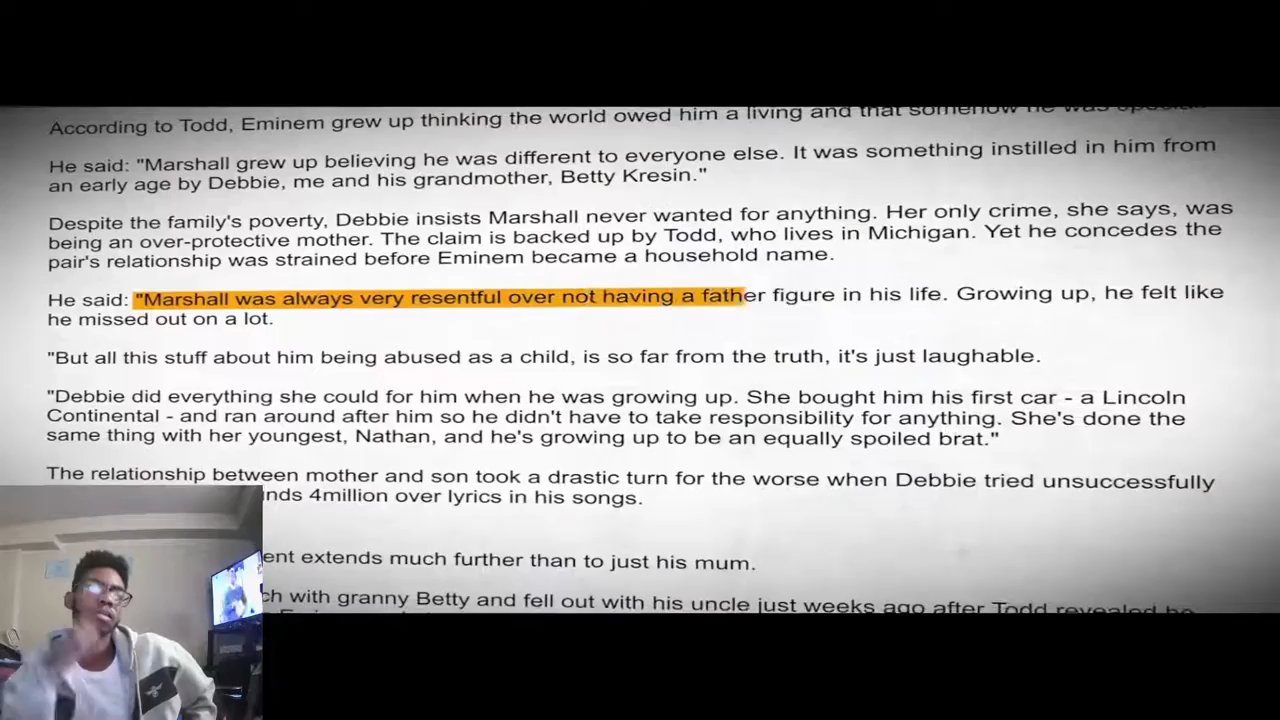 According to Todd, Eminem grew up thinking the world owed him a living and that somehow he was special.
He said: "Marshall grew up believing he was different to everyone else. It was something instilled in him from
an early age by Debbie, me and his grandmother, Betty Kresin."
Despite the family's poverty, Debbie insists Marshall never wanted for anything. Her only crime, she says, was
being an over-protective mother. The claim is backed up by Todd, who lives in Michigan. Yet he concedes the
pair's relationship was strained before Eminem became a household name.
He said: "Marshall was always very resentful over not having a father figure in his life. Growing up, he felt like
he missed out on a lot.
"But all this stuff about him being abused as a child, is so far from the truth, it's just laughable.
"Debbie did everything she could for him when he was growing up. She bought him his first car - a Lincoln
Continental - and ran around after him so he didn't have to take responsibility for anything. She's done the
same thing with her youngest, Nathan, and he's growing up to be an equally spoiled brat."
The relationship between mother and son took a drastic turn for the worse when Debbie tried unsuccessfully
nds 4million over lyrics in his songs.
ent extends much further than to just his mum.
ch with granny Betty and fell out with his uncle just weeks ago after Todd revealed he